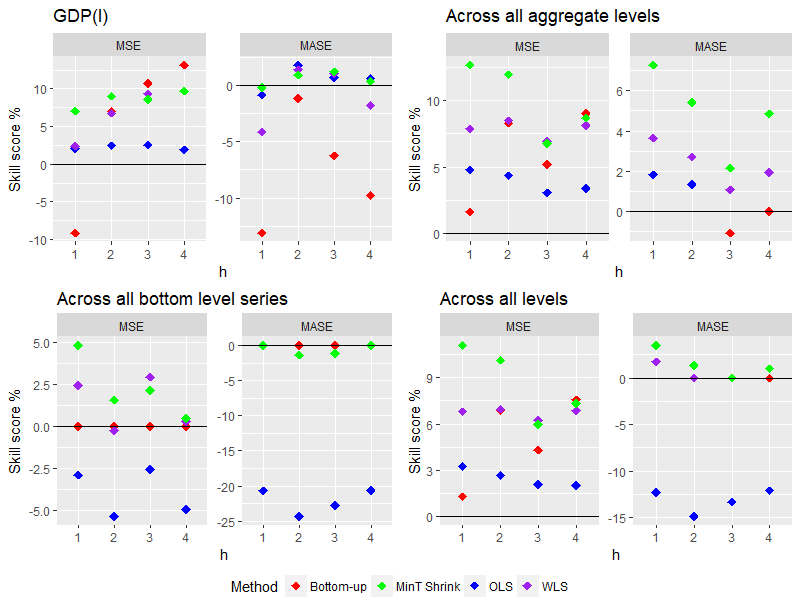 GDP(I)
Across all aggregate levels
MSE
MASE
MSE
MASE
Skill score %
10
5
0
-5
-10
0
-5
-10
Skill score %
10
5
0
6
4
2
0
1 2 3 4
1 2 3 4
1 2 3 4
1 2 3 4
h
h
Across all bottom level series
Across all levels
MSE
MASE
MSE
MASE
Skill score %
5.0
2.5
0.0
-2.5
-5.0
0
-5
-10
-15
-20
-25
Skill score %
9
6
3
0
0
-5
-10
-15
1 2 3 4
1 2 3 4
1 2 3 4
1 2 3 4
h
h
Method Bottom-up MinT Shrink OLS WLS